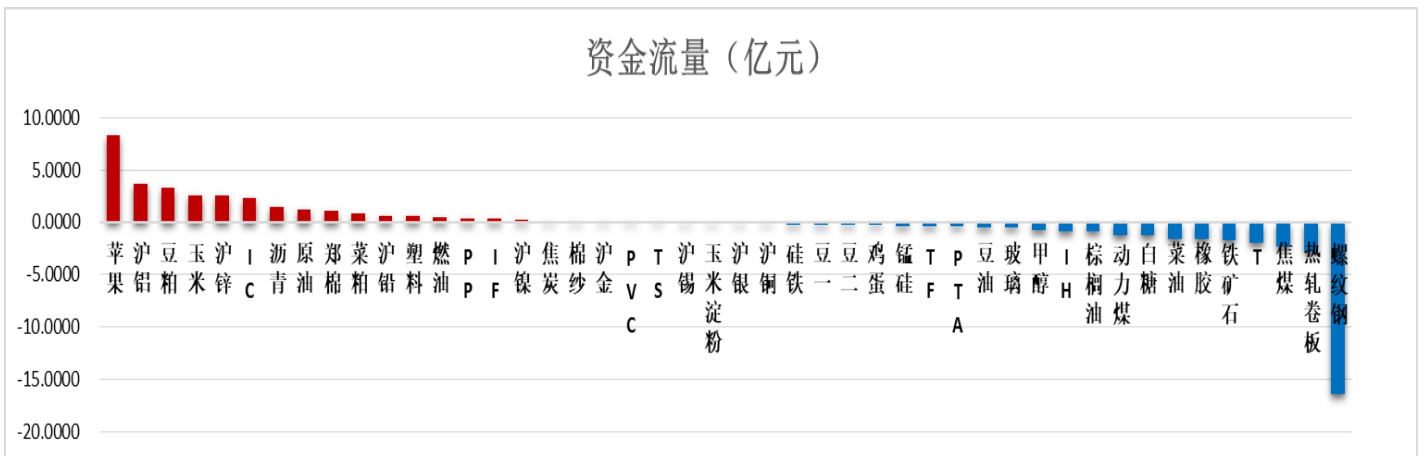 资金流量（亿元）
10.0000
5.0000
0.0000
-5.0000
-10.0000
-15.0000
-20.0000
苹果
沪铝
豆粕
玉米
沪锌
IC
沥青
原油
郑棉
菜粕
沪铅
塑料
燃油
PP
IF
沪镍
焦炭
棉纱
沪金
PVC
TS
沪锡
玉米淀粉
沪银
沪铜
硅铁
豆一
豆二
鸡蛋
锰硅
TF
PTA
豆油
玻璃
甲醇
IH
棕榈油
动力煤
白糖
菜油
橡胶
铁矿石
T
焦煤
热轧卷板
螺纹钢